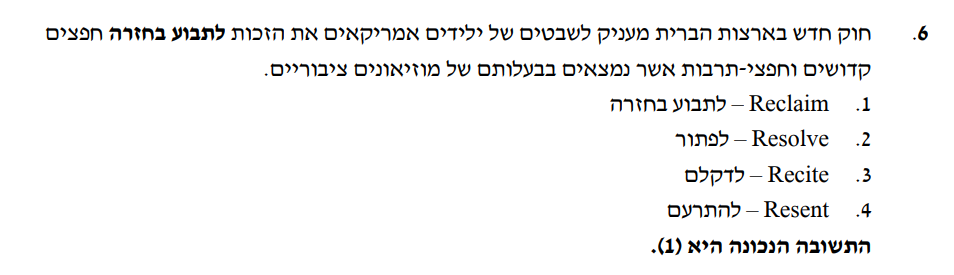 6. חוק חדש בארצות הברית מעניק לשבטים של ילידים אמריקאים את הזכות לתבוע בחזרה חפצים
קדושים וחפצי-תרבות אשר נמצאים בבעלותם של מוזיאונים ציבוריים.
1. Reclaim – לתבוע בחזרה
2. Resolve – לפתור
3. Recite – לדקלם
4. Resent – להתרעם
התשובה הנכונה היא (1).